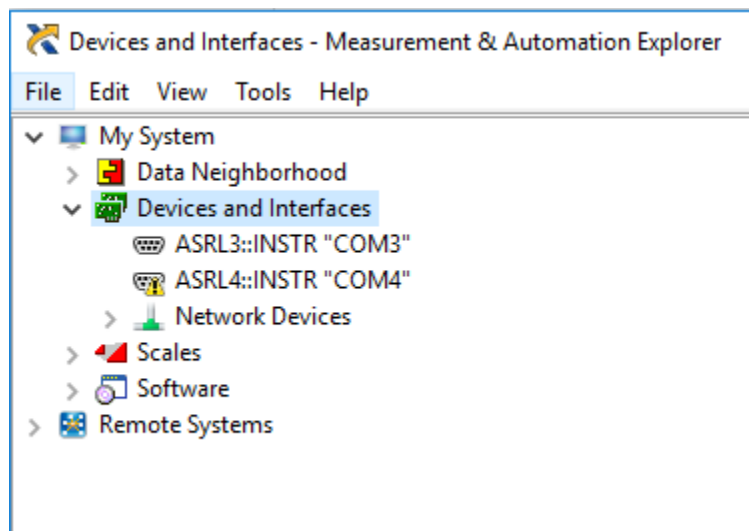 Devices and Interfaces - Measurement & Automation Explorer
File Edit View Tools Help
My System
Data Neighborhood
Devices and Interfaces
ASRL3::INSTR "COM3"
ASRL4::INSTR "COM4"
Network Devices
Scales
Software
Remote Systems